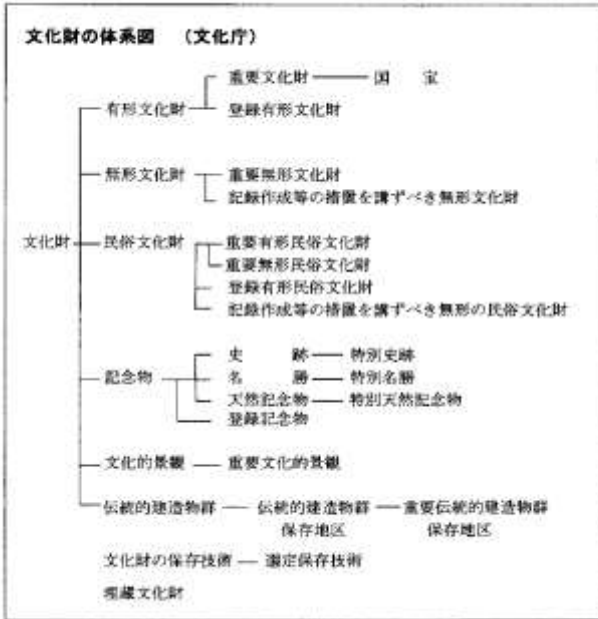 文化財の体系図 （文化庁）
重要文化財 国宝
有形文化財
登録有形文化財
無形文化財 重要無形文化財
記録作成等の措置を講ずべき無形文化財
文化財 民俗文化財 重要有形民俗文化財
重要無形民俗文化財
登録有形民俗文化財
記録作成等の措置を講ずべき無形の民俗文化財
史跡 特別史跡
記念物 名勝 特別名勝
天然記念物 特別天然記念物
登録記念物
文化的景観 重要文化的景観
伝統的建造物群 伝統的建造物群 重要伝統的建造物群
保存地区 保存地区
文化財の保存技術 選定保存技術
埋蔵文化財